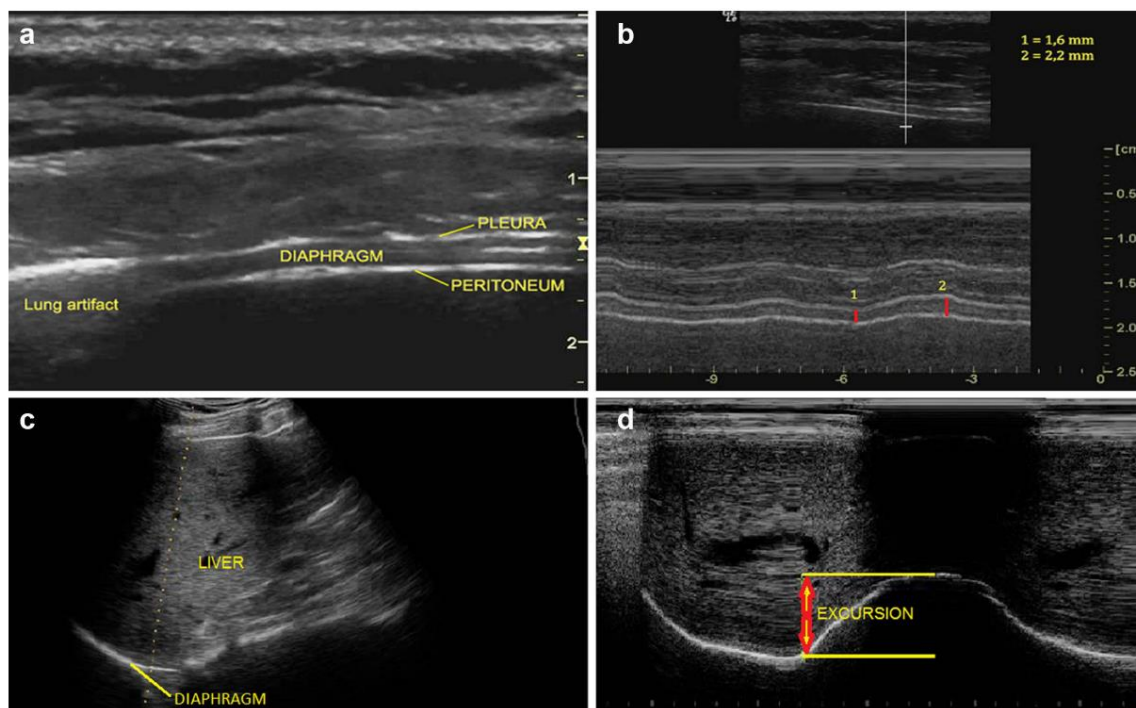 a
PLEURA
DIAPHRAGM
PERITONEUM
Lung artifact
1
2
b
1 = 1,6 mm
2 = 2,2 mm
[cm
0.5
1.0
1.5
2.0
2.5
1
2
-9
-6
-3
0
c
LIVER
DIAPHRAGM
d
EXCURSION